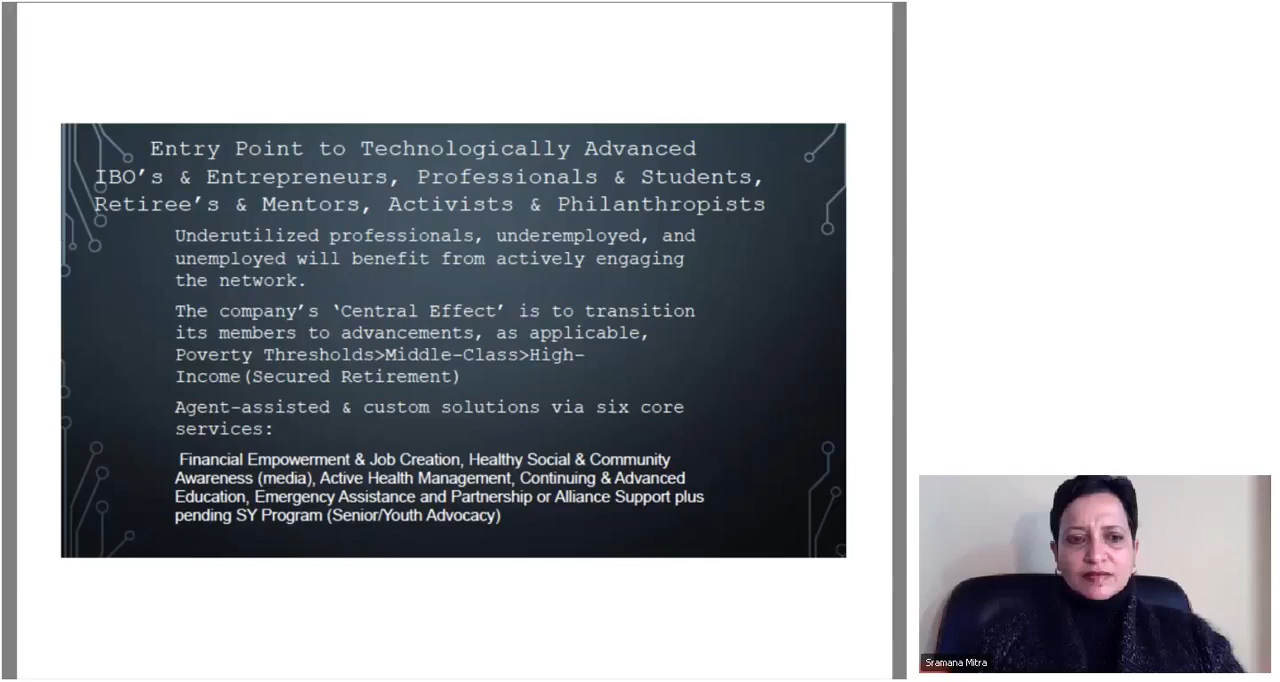 Entry Point to Technologically Advanced
IBO's & Entrepreneurs, Professionals & Students,
Retiree's & Mentors, Activists & Philanthropists
Underutilized professionals, underemployed, and
unemployed will benefit from actively engaging
the network.
The company's ‘Central Effect’ is to transition
its members to advancements, as applicable,
Poverty Thresholds>Middle-Class>High-
Income(Secured Retirement)
Agent-assisted & custom solutions via six core
services:
Financial Empowerment & Job Creation, Healthy Social & Community
Awareness (media), Active Health Management, Continuing & Advanced
Education, Emergency Assistance and Partnership or Alliance Support plus
pending SY Program (Senior/Youth Advocacy)
Sramana Mitra